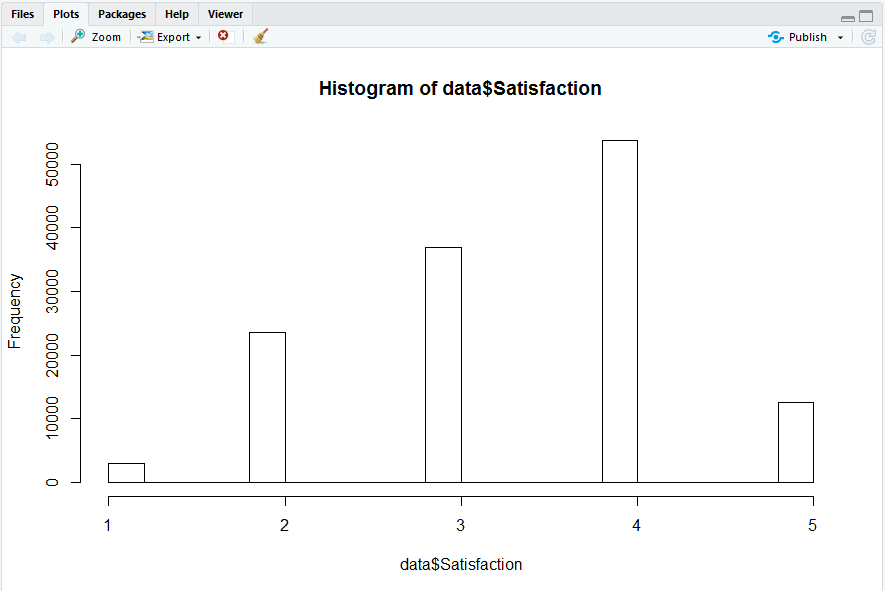 Files Plots Packages Help Viewer
Zoom Export Publish
Histogram of data$Satisfaction
50000
40000
30000
20000
10000
0
Frequency
1 2 3 4 5
data$Satisfaction